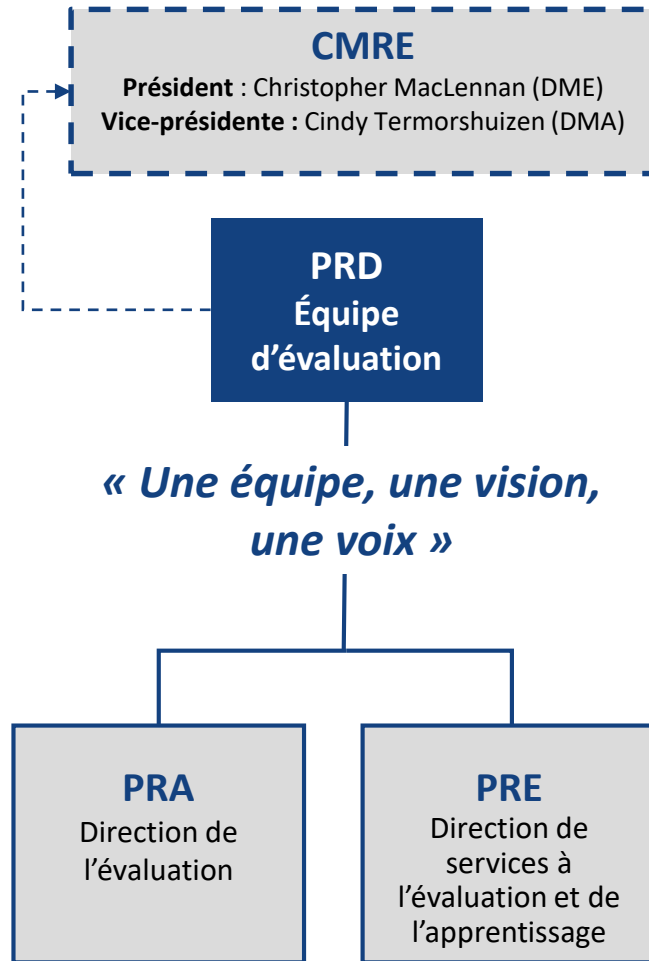 CMRE
Président : Christopher MacLennan (DME)
Vice-présidente : Cindy Termorshuizen (DMA)
PRD
Équipe
d’évaluation
« Une équipe, une vision,
une voix »
PRA
Direction de
l’évaluation
PRE
Direction de
services à
l’évaluation et de
l’apprentissage